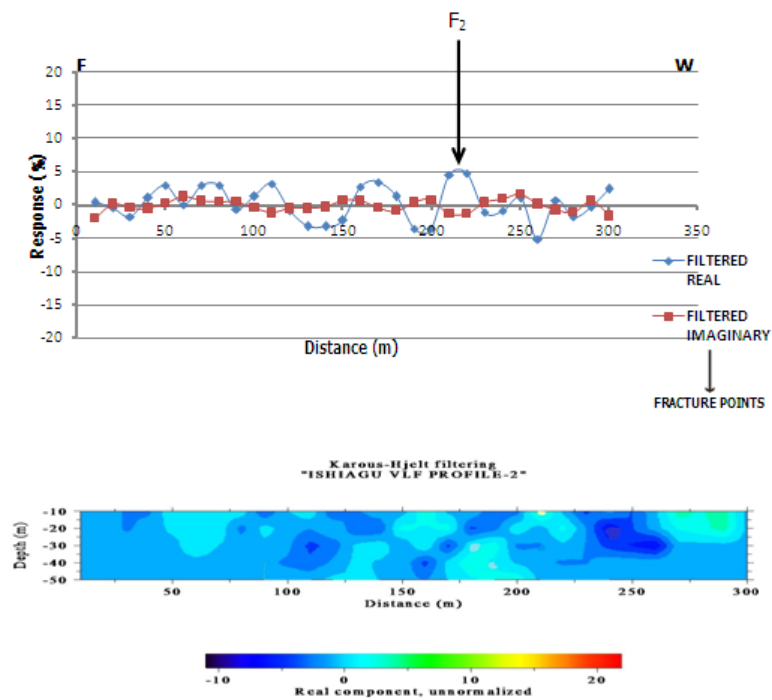 F2
E
W
20
15
10
5
0
-5
-10
-15
-20
Response (%)
0 50 100 150 200 250 300 350
Distance (m)
FILTERED
REAL
FILTERED
IMAGINARY
FRACTURE POINTS
Karous-Hjelt filtering
"ISHIAGU VLF PROFILE-2"
Depth (m)
-10
-20
-30
-40
-50
50 100 150 200 250 300
Distance (m)
-10 0 10 20
Real component, unnormalized